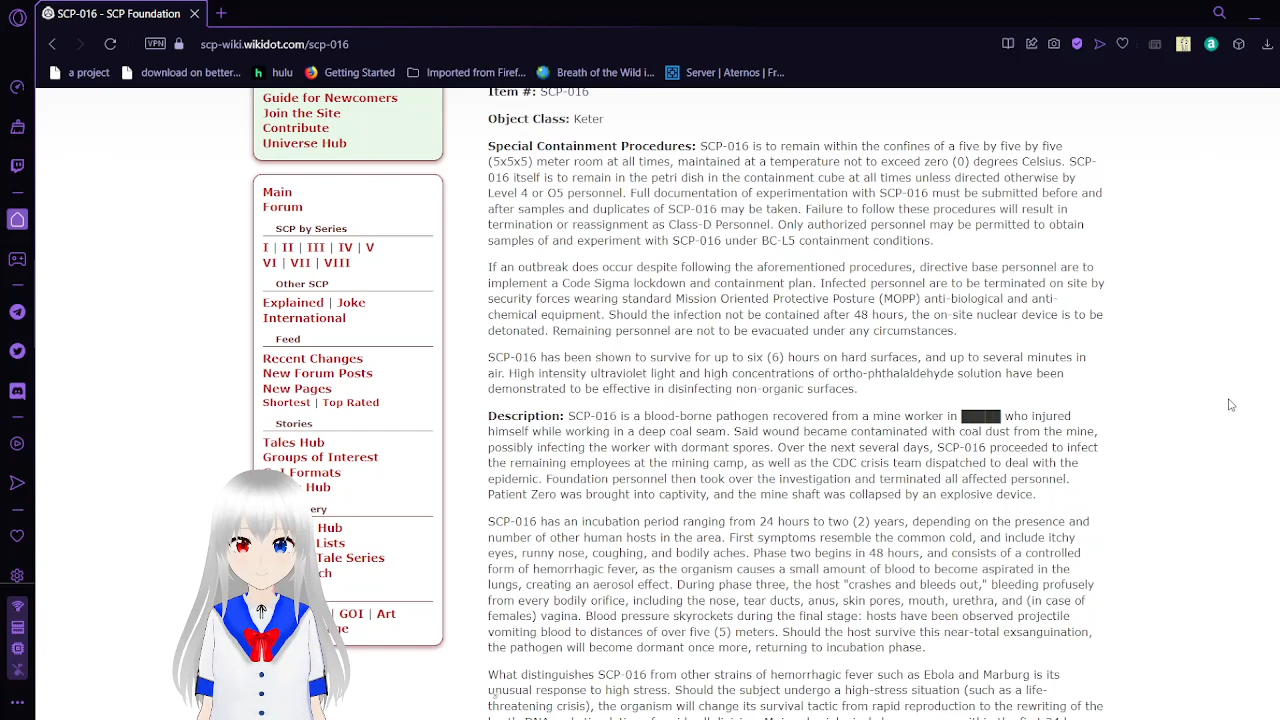 SCP-016 - SCP Foundation
VPN
scp-wiki.wikidot.com/scp-016
a project
download on better...
hulu
Getting Started
Imported from Firef...
Breath of the Wild i...
Server | Aternos | Fr...
Guide for Newcomers
Join the Site
Contribute
Universe Hub
Main
Forum
SCP by Series
I | II | III | IV | V
VI | VII | VIII
Other SCP
Explained | Joke
International
Feed
Recent Changes
New Forum Posts
New Pages
Shortest | Top Rated
Stories
Tales Hub
Groups of Interest
I Formats
Hub
ery
Hub
Lists
Tale Series
ch
| GOI | Art
ge
Item #: SCP-016
Object Class: Keter
Special Containment Procedures: SCP-016 is to remain within the confines of a five by five by five
(5x5x5) meter room at all times, maintained at a temperature not to exceed zero (0) degrees Celsius. SCP-
016 itself is to remain in the petri dish in the containment cube at all times unless directed otherwise by
Level 4 or O5 personnel. Full documentation of experimentation with SCP-016 must be submitted before and
after samples and duplicates of SCP-016 may be taken. Failure to follow these procedures will result in
termination or reassignment as Class-D Personnel. Only authorized personnel may be permitted to obtain
samples of and experiment with SCP-016 under BC-L5 containment conditions.
If an outbreak does occur despite following the aforementioned procedures, directive base personnel are to
implement a Code Sigma lockdown and containment plan. Infected personnel are to be terminated on site by
security forces wearing standard Mission Oriented Protective Posture (MOPP) anti-biological and anti-
chemical equipment. Should the infection not be contained after 48 hours, the on-site nuclear device is to be
detonated. Remaining personnel are not to be evacuated under any circumstances.
SCP-016 has been shown to survive for up to six (6) hours on hard surfaces, and up to several minutes in
air. High intensity ultraviolet light and high concentrations of ortho-phthalaldehyde solution have been
demonstrated to be effective in disinfecting non-organic surfaces.
Description: SCP-016 is a blood-borne pathogen recovered from a mine worker in who injured
himself while working in a deep coal seam. Said wound became contaminated with coal dust from the mine,
possibly infecting the worker with dormant spores. Over the next several days, SCP-016 proceeded to infect
the remaining employees at the mining camp, as well as the CDC crisis team dispatched to deal with the
epidemic. Foundation personnel then took over the investigation and terminated all affected personnel.
Patient Zero was brought into captivity, and the mine shaft was collapsed by an explosive device.
SCP-016 has an incubation period ranging from 24 hours to two (2) years, depending on the presence and
number of other human hosts in the area. First symptoms resemble the common cold, and include itchy
eyes, runny nose, coughing, and bodily aches. Phase two begins in 48 hours, and consists of a controlled
form of hemorrhagic fever, as the organism causes a small amount of blood to become aspirated in the
lungs, creating an aerosol effect. During phase three, the host "crashes and bleeds out," bleeding profusely
from every bodily orifice, including the nose, tear ducts, anus, skin pores, mouth, urethra, and (in case of
females) vagina. Blood pressure skyrockets during the final stage: hosts have been observed projectile
vomiting blood to distances of over five (5) meters. Should the host survive this near-total exsanguination,
the pathogen will become dormant once more, returning to incubation phase.
What distinguishes SCP-016 from other strains of hemorrhagic fever such as Ebola and Marburg is its
unusual response to high stress. Should the subject undergo a high-stress situation (such as a life-
threatening crisis), the organism will change its survival tactic from rapid reproduction to the rewriting of the